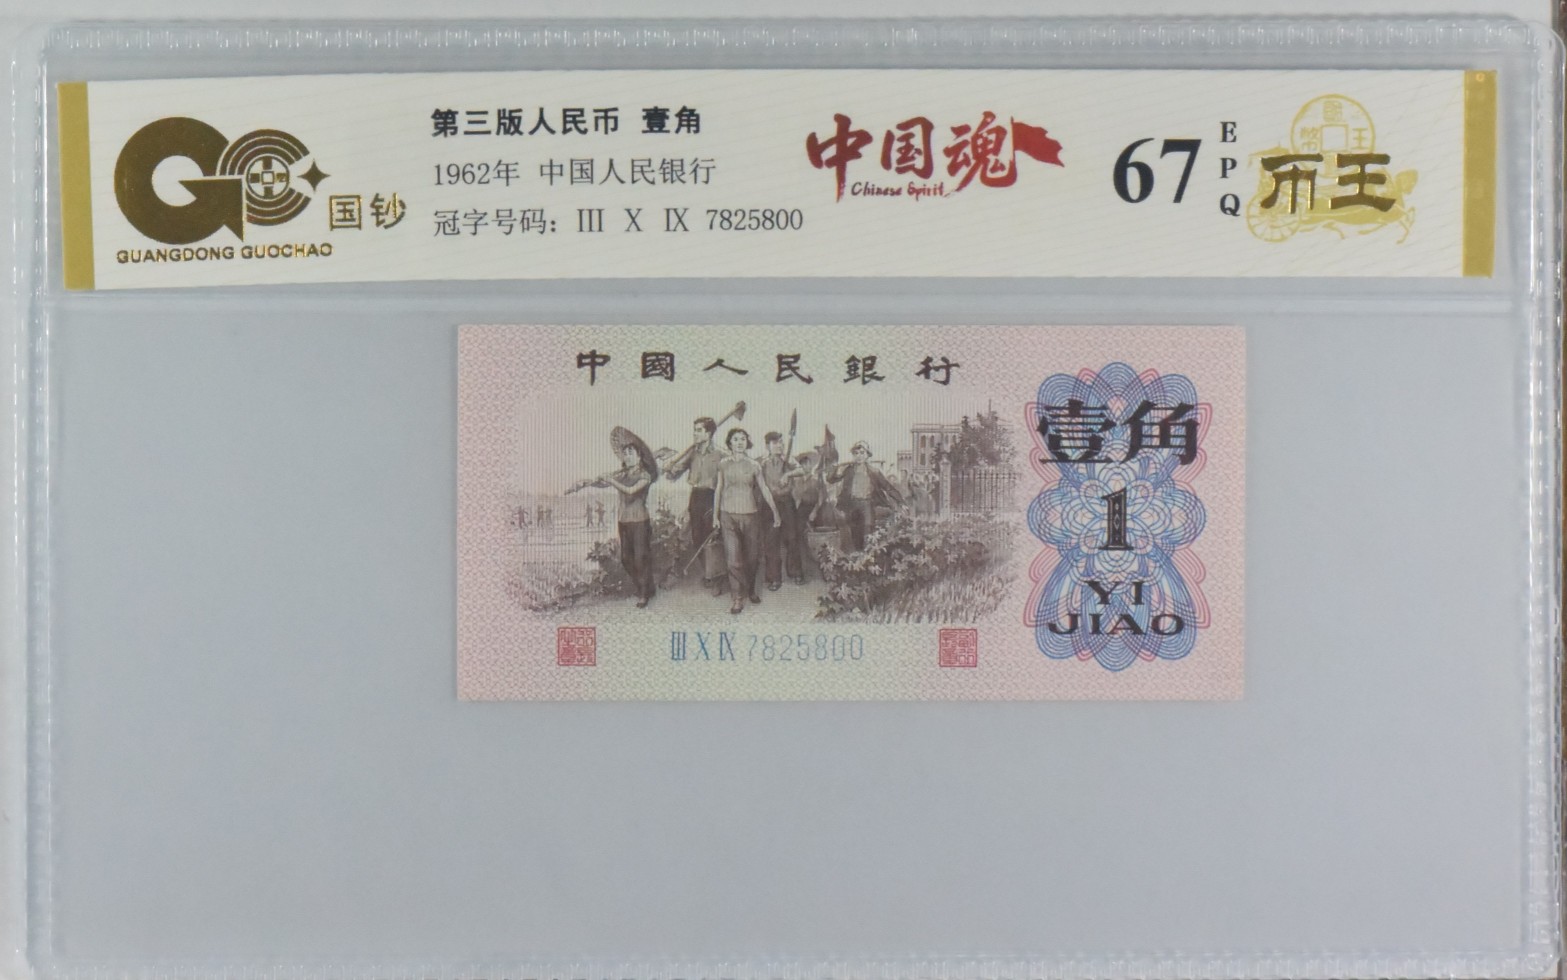 国钞
GUANGDONG GUOCHAO
第三版人民币 壹角
1962年 中国人民银行
冠字号码：Ⅲ Ⅹ Ⅸ 7825800
中国魂
Chinese Spirit
67
EPQ
币王
中國人民銀行
壹角
1
YI
JIAO
Ⅲ Ⅹ Ⅸ 7825800